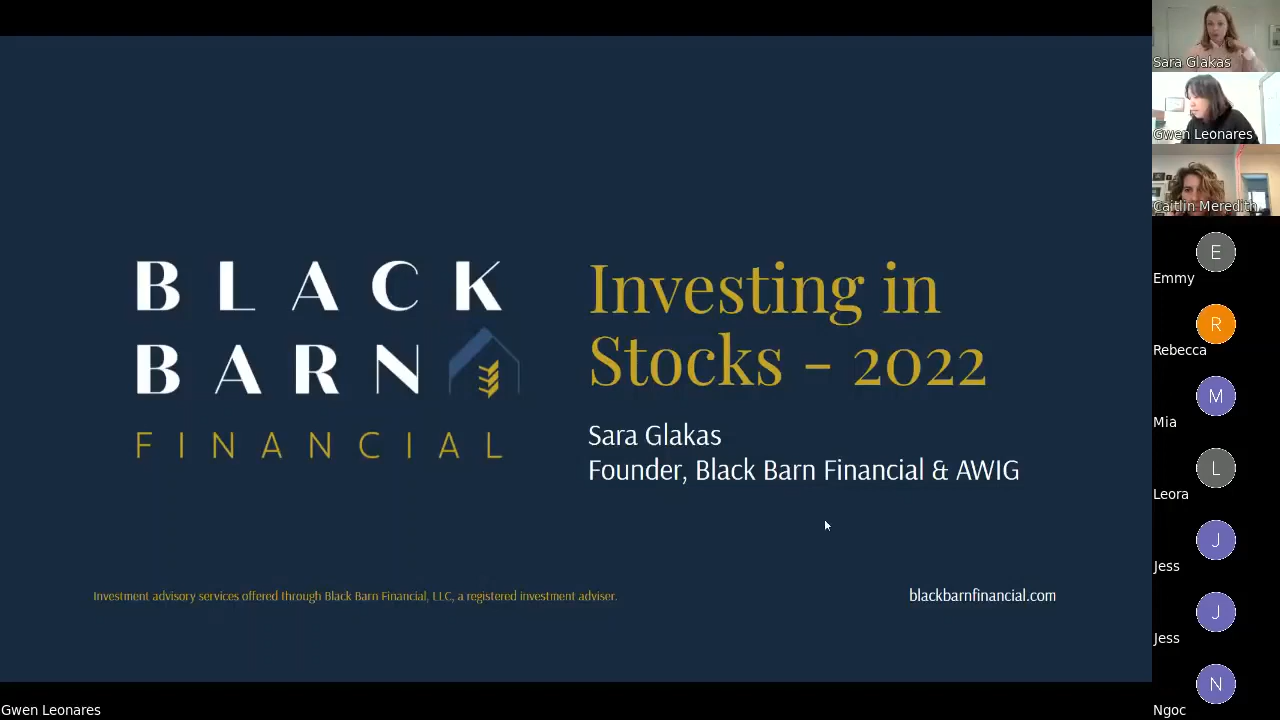 BLACK
BARN
FINANCIAL
Investing in
Stocks - 2022
Sara Glakas
Founder, Black Barn Financial & AWIG
Investment advisory services offered through Black Barn Financial, LLC, a registered investment adviser.
blackbarnfinancial.com
Sara Glakas
Gwen Leonares
Caitlin Meredith
E
Emmy
R
Rebecca
M
Mia
L
Leora
J
Jess
J
Jess
N
Ngoc
Gwen Leonares